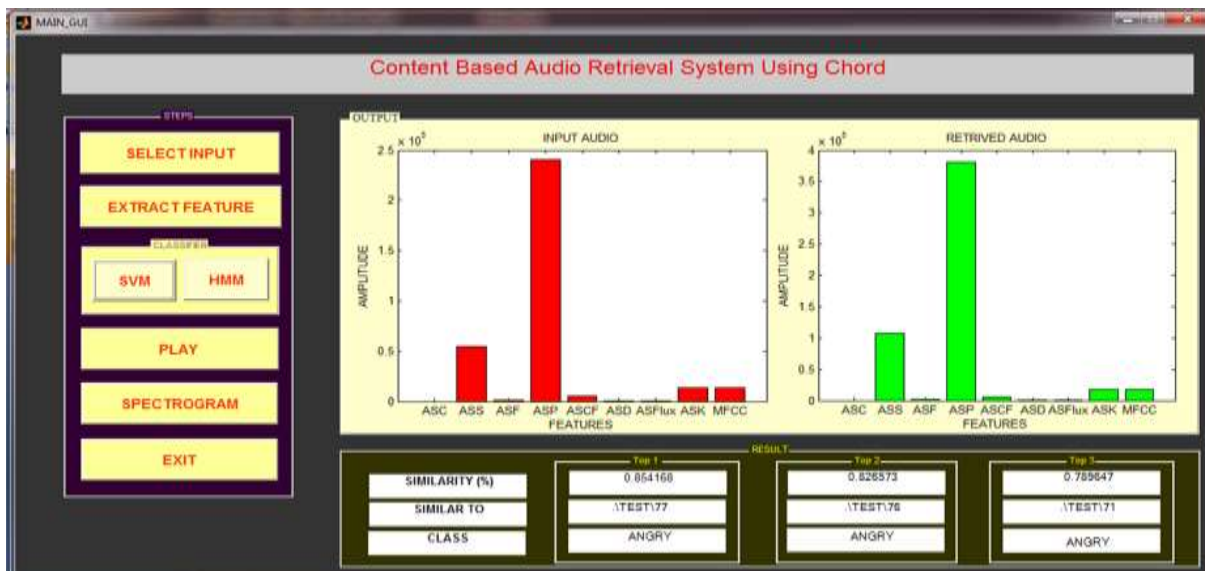 MAIN_GUI
Content Based Audio Retrieval System Using Chord
STEPS
SELECT INPUT
EXTRACT FEATURE
CLASSIFIER
SVM
HMM
PLAY
SPECTROGRAM
EXIT
OUTPUT
INPUT AUDIO
× 10
2.5
2
1.5
1
0.5
0
AMPLITUDE
ASC ASS ASF ASP ASCF ASD ASFlux ASK MFCC
FEATURES
RETRIVED AUDIO
× 10
4
3.5
3
2.5
2
1.5
1
0.5
0
AMPLITUDE
ASC ASS ASF ASP ASCF ASD ASFlux ASK MFCC
FEATURES
RESULT
Top 1
Top 2
Top 3
SIMILARITY (%)
0.854168
0.826573
0.789647
SIMILAR TO
.\TEST\77
.\TEST\76
.\TEST\71
CLASS
ANGRY
ANGRY
ANGRY